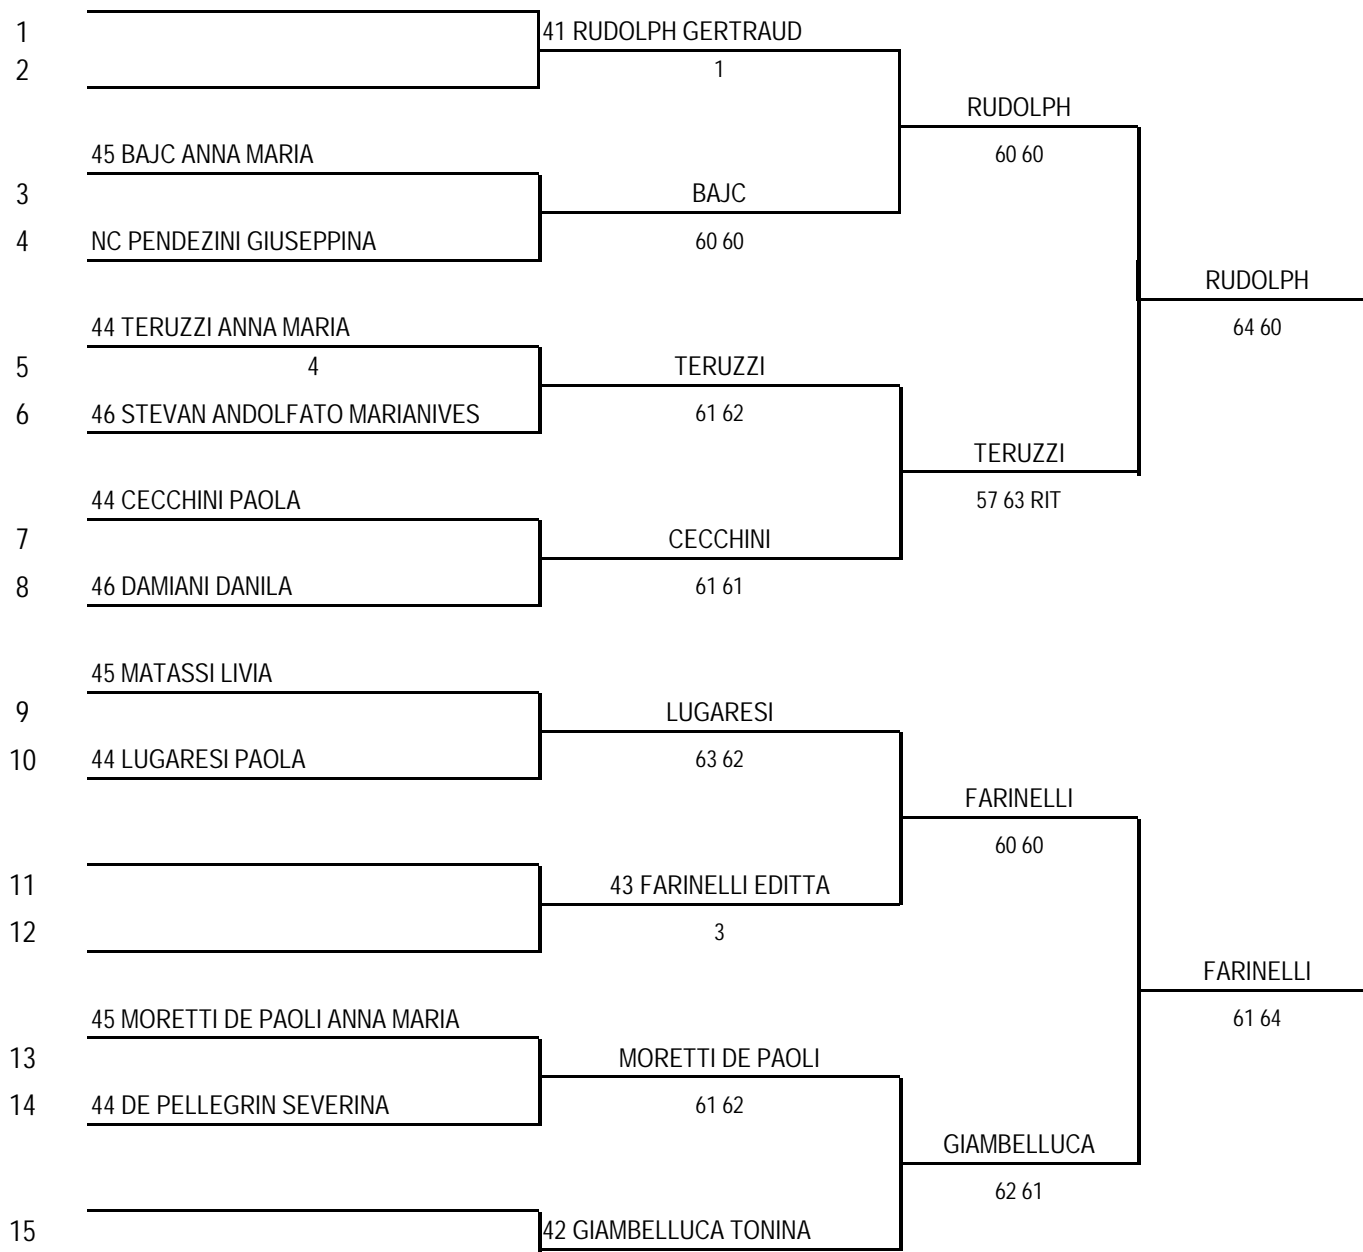 1
41 RUDOLPH GERTRAUD
2
1
RUDOLPH
60 60
45 BAJC ANNA MARIA
3
BAJC
4
NC PENDEZINI GIUSEPPINA
60 60
RUDOLPH
64 60
44 TERUZZI ANNA MARIA
5
4
TERUZZI
6
46 STEVAN ANDOLFATO MARIANIVES
61 62
TERUZZI
57 63 RIT
44 CECCHINI PAOLA
7
CECCHINI
8
46 DAMIANI DANILA
61 61
45 MATASSI LIVIA
9
LUGARESI
10
44 LUGARESI PAOLA
63 62
FARINELLI
60 60
11
43 FARINELLI EDITTA
12
3
FARINELLI
61 64
45 MORETTI DE PAOLI ANNA MARIA
13
MORETTI DE PAOLI
14
44 DE PELLEGRIN SEVERINA
61 62
GIAMBELLUCA
62 61
15
42 GIAMBELLUCA TONINA